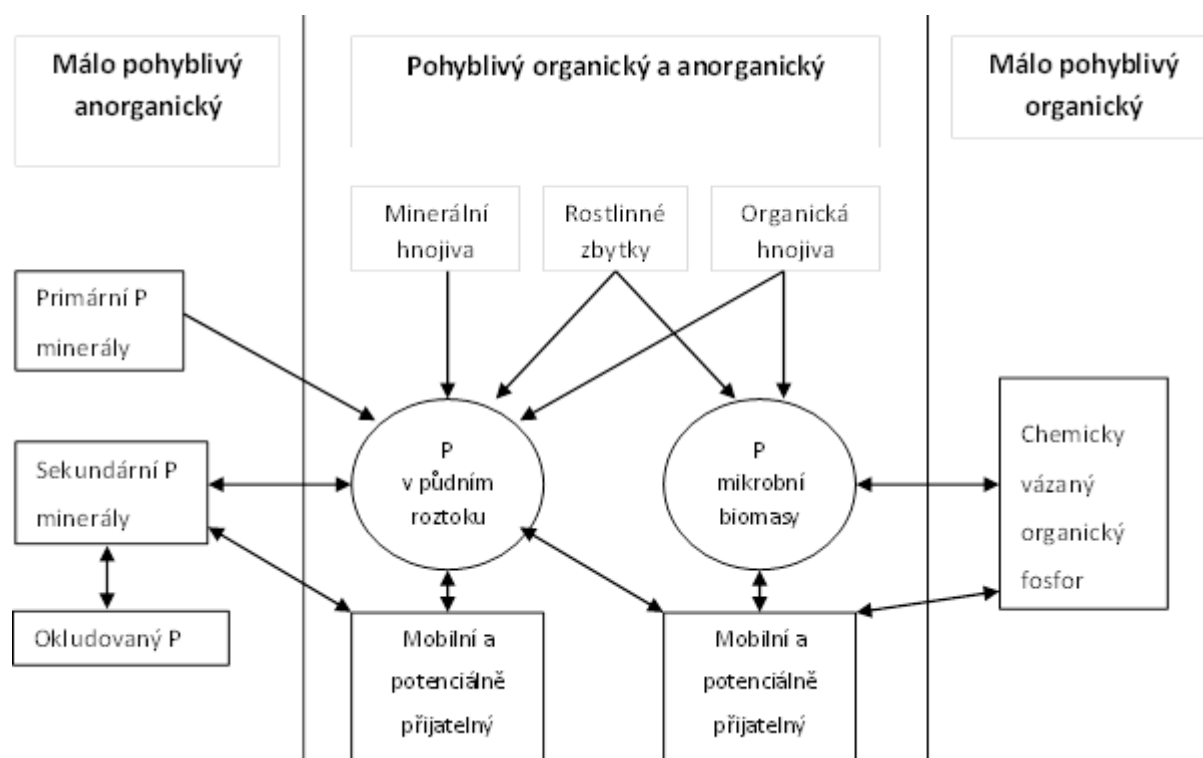 Málo pohyblivý
anorganický
Pohyblivý organický a anorganický
Málo pohyblivý
organický
Minerální
hnojiva
Rostlinné
zbytky
Organická
hnojiva
Primární P
minerály
Sekundární P
minerály
Okludovaný P
P
v půdním
roztoku
P
mikrobní
biomasy
Chemicky
vázaný
organický
fosfor
Mobilní a
potenciálně
přijatelný
Mobilní a
potenciálně
přijatelný